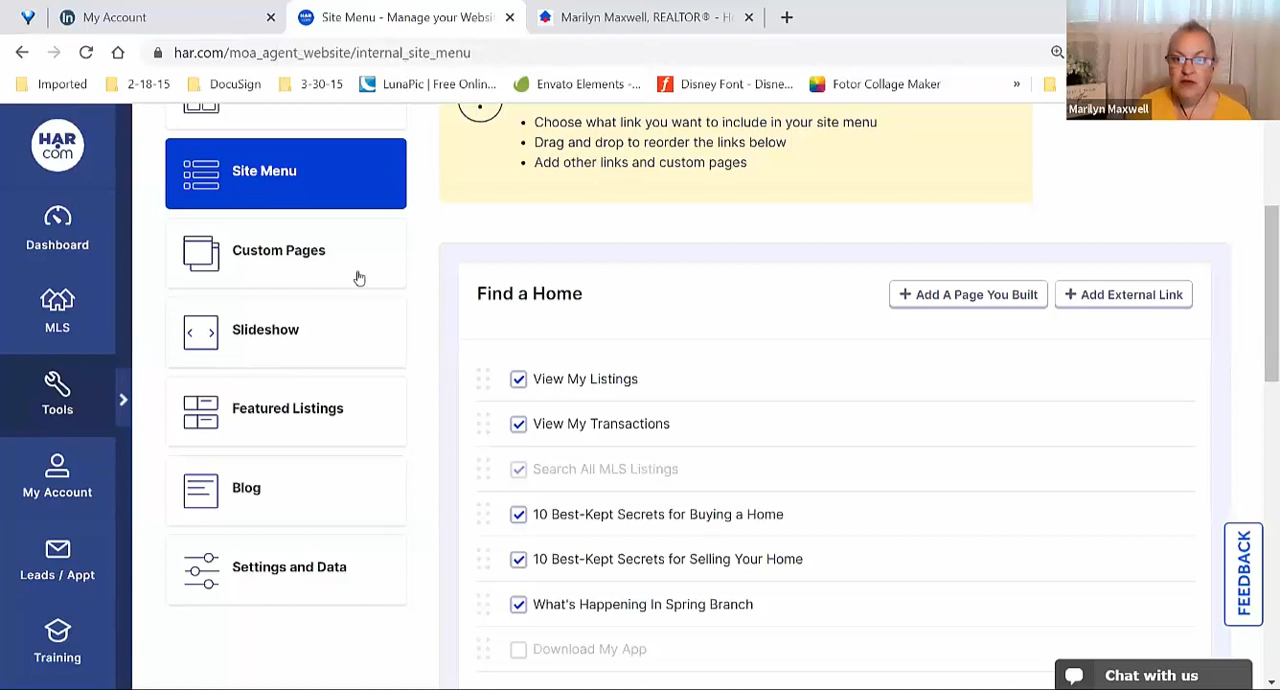 My Account
Site Menu - Manage your Websi
Marilyn Maxwell, REALTOR® - H
har.com/moa_agent_website/internal_site_menu
Imported
2-18-15
DocuSign
3-30-15
LunaPic | Free Onlin...
Envato Elements -...
Disney Font - Disne...
Fotor Collage Maker
»
Marilyn Maxwell
HAR
com
Dashboard
MLS
Tools
My Account
Leads / Appt
Training
Site Menu
Custom Pages
Slideshow
Featured Listings
Blog
Settings and Data
• Choose what link you want to include in your site menu
• Drag and drop to reorder the links below
• Add other links and custom pages
Find a Home
+ Add A Page You Built
+ Add External Link
View My Listings
View My Transactions
Search All MLS Listings
10 Best-Kept Secrets for Buying a Home
10 Best-Kept Secrets for Selling Your Home
What's Happening In Spring Branch
Download My App
FEEDBACK
Chat with us